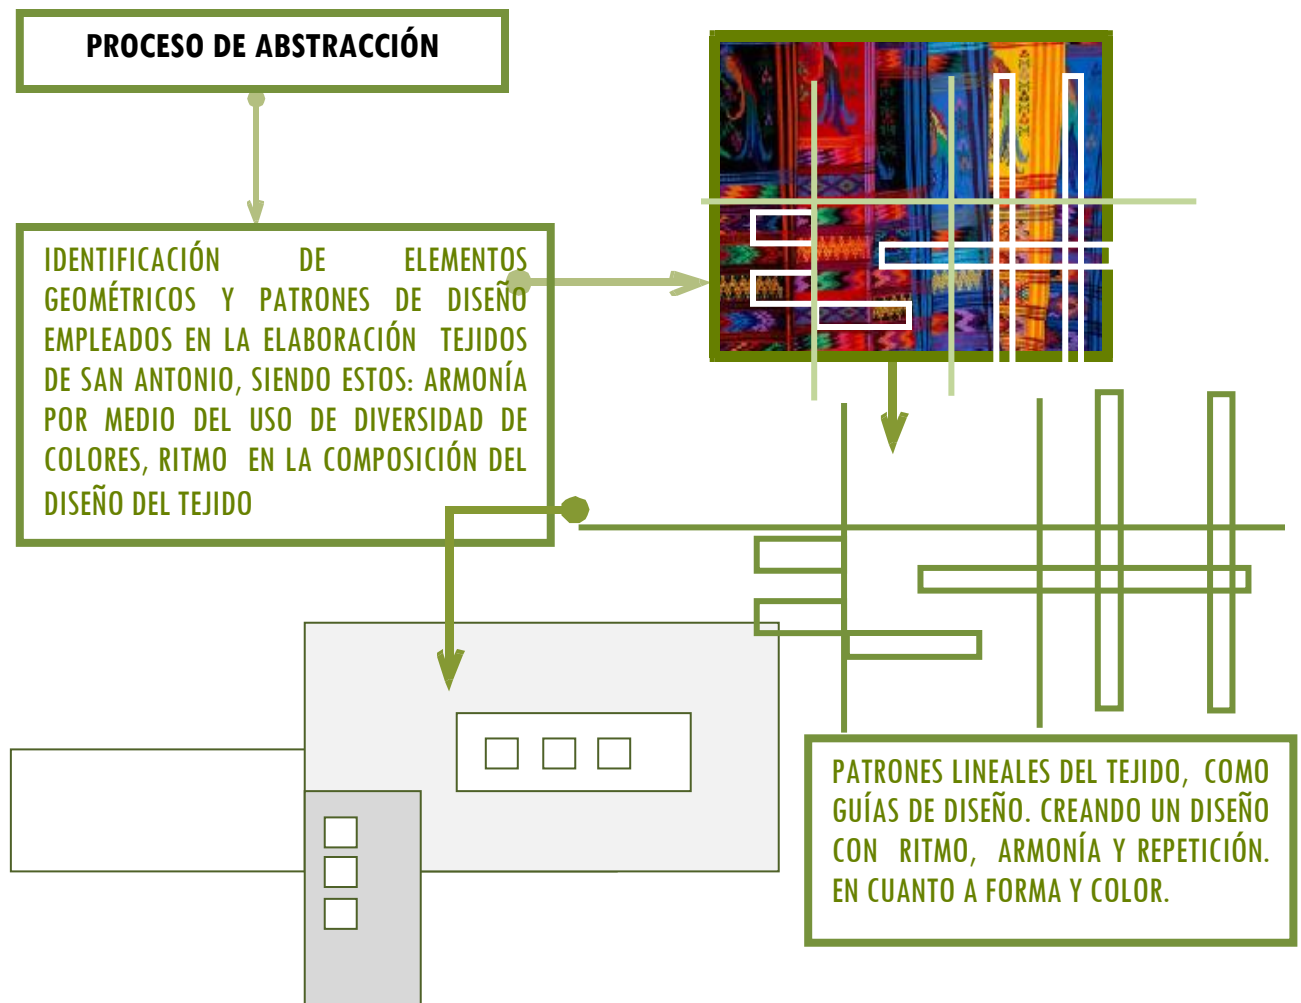 PROCESO DE ABSTRACCIÓN
IDENTIFICACIÓN DE ELEMENTOS
GEOMÉTRICOS Y PATRONES DE DISEÑO
EMPLEADOS EN LA ELABORACIÓN TEJIDOS
DE SAN ANTONIO, SIENDO ESTOS: ARMONÍA
POR MEDIO DEL USO DE DIVERSIDAD DE
COLORES, RITMO EN LA COMPOSICIÓN DEL
DISEÑO DEL TEJIDO
PATRONES LINEALES DEL TEJIDO, COMO
GUÍAS DE DISEÑO. CREANDO UN DISEÑO
CON RITMO, ARMONÍA Y REPETICIÓN.
EN CUANTO A FORMA Y COLOR.